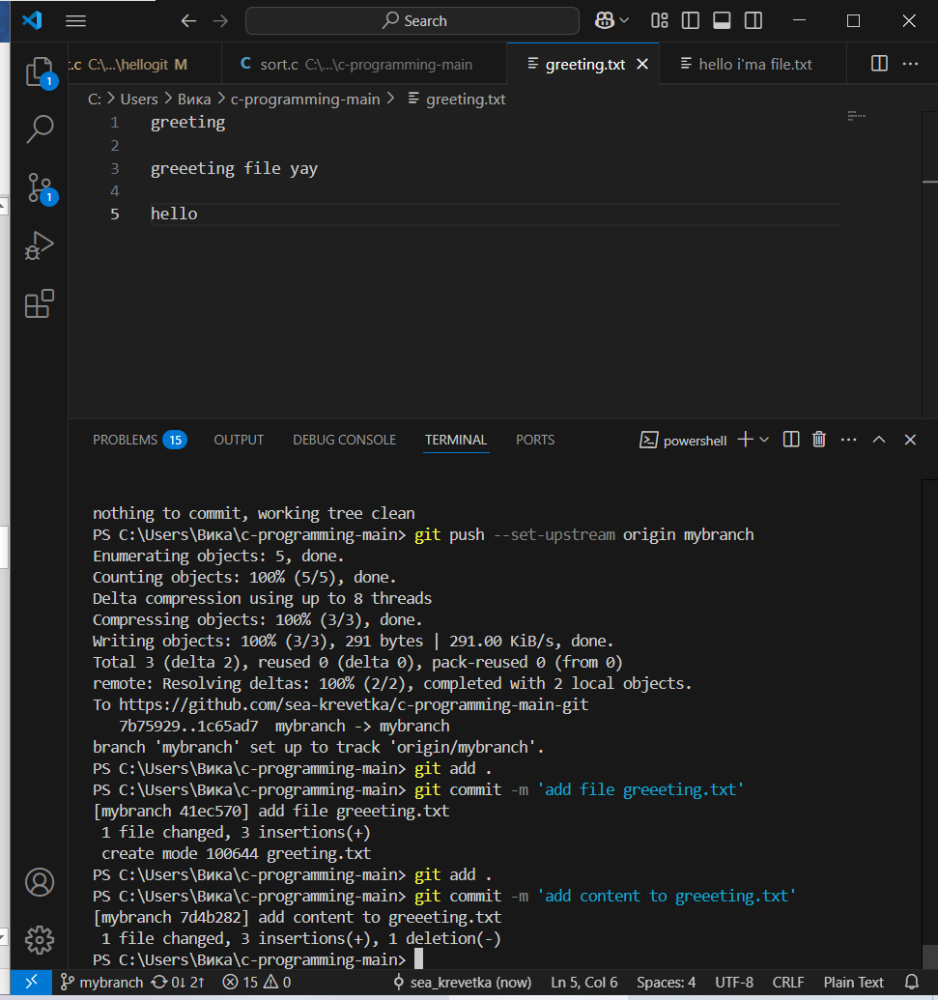 Search
:.c C:\...\hellogit M
C sort.c C:\...\c-programming-main
greeting.txt
hello i'ma file.txt
C: > Users > Вика > c-programming-main > greeting.txt
1 greeting
2
3 greeeting file yay
4
5 hello
1
1
PROBLEMS 15 OUTPUT DEBUG CONSOLE TERMINAL PORTS powershell
nothing to commit, working tree clean
PS C:\Users\Вика\c-programming-main> git push --set-upstream origin mybranch
Enumerating objects: 5, done.
Counting objects: 100% (5/5), done.
Delta compression using up to 8 threads
Compressing objects: 100% (3/3), done.
Writing objects: 100% (3/3), 291 bytes | 291.00 KiB/s, done.
Total 3 (delta 2), reused 0 (delta 0), pack-reused 0 (from 0)
remote: Resolving deltas: 100% (2/2), completed with 2 local objects.
To https://github.com/sea-krevetka/c-programming-main-git
   7b75929..1c65ad7  mybranch -> mybranch
branch 'mybranch' set up to track 'origin/mybranch'.
PS C:\Users\Вика\c-programming-main> git add .
PS C:\Users\Вика\c-programming-main> git commit -m 'add file greeeting.txt'
[mybranch 41ec570] add file greeeting.txt
 1 file changed, 3 insertions(+)
 create mode 100644 greeting.txt
PS C:\Users\Вика\c-programming-main> git add .
PS C:\Users\Вика\c-programming-main> git commit -m 'add content to greeeting.txt'
[mybranch 7d4b282] add content to greeeting.txt
 1 file changed, 3 insertions(+), 1 deletion(-)
PS C:\Users\Вика\c-programming-main>
mybranch 0↓ 2↑ 15 0 sea_krevetka (now) Ln 5, Col 6 Spaces: 4 UTF-8 CRLF Plain Text